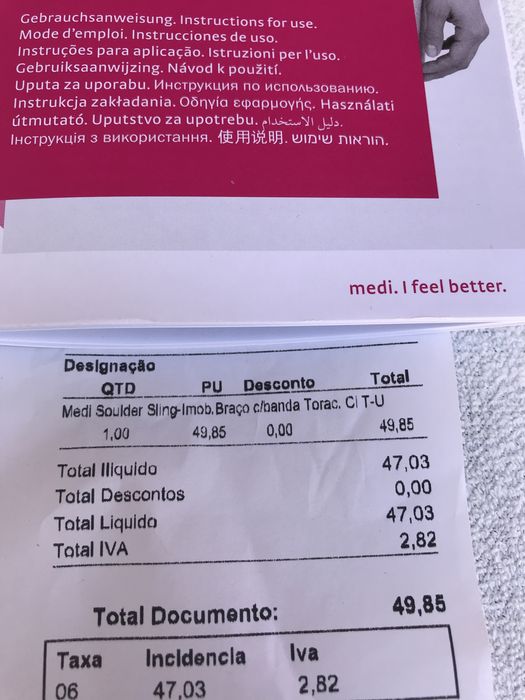 Gebrauchsanweisung. Instructions for use.
Mode d'emploi. Instrucciones de uso.
Instruções para aplicação. Istruzioni per l'uso.
Gebruiksaanwijzing. Návod k použití.
Uputa za uporabu. Инструкция по использованию.
Instrukcja zakładania. Οδηγία εφαρμογής. Használati
útmutató. Uputstvo za upotrebu. دليل الاستخدام.
Інструкція з використання. 使用说明. הוראות שימוש.
medi. I feel better.
Designação
QTD PU Desconto Total
Medi Soulder Sling-Imob. Braço c/banda Torac. Cl T-U
1,00 49,85 0,00 49,85
Total Iliquido 47,03
Total Descontos 0,00
Total Liquido 47,03
Total IVA 2,82
Total Documento: 49,85
Taxa Incidencia Iva
06 47,03 2,82